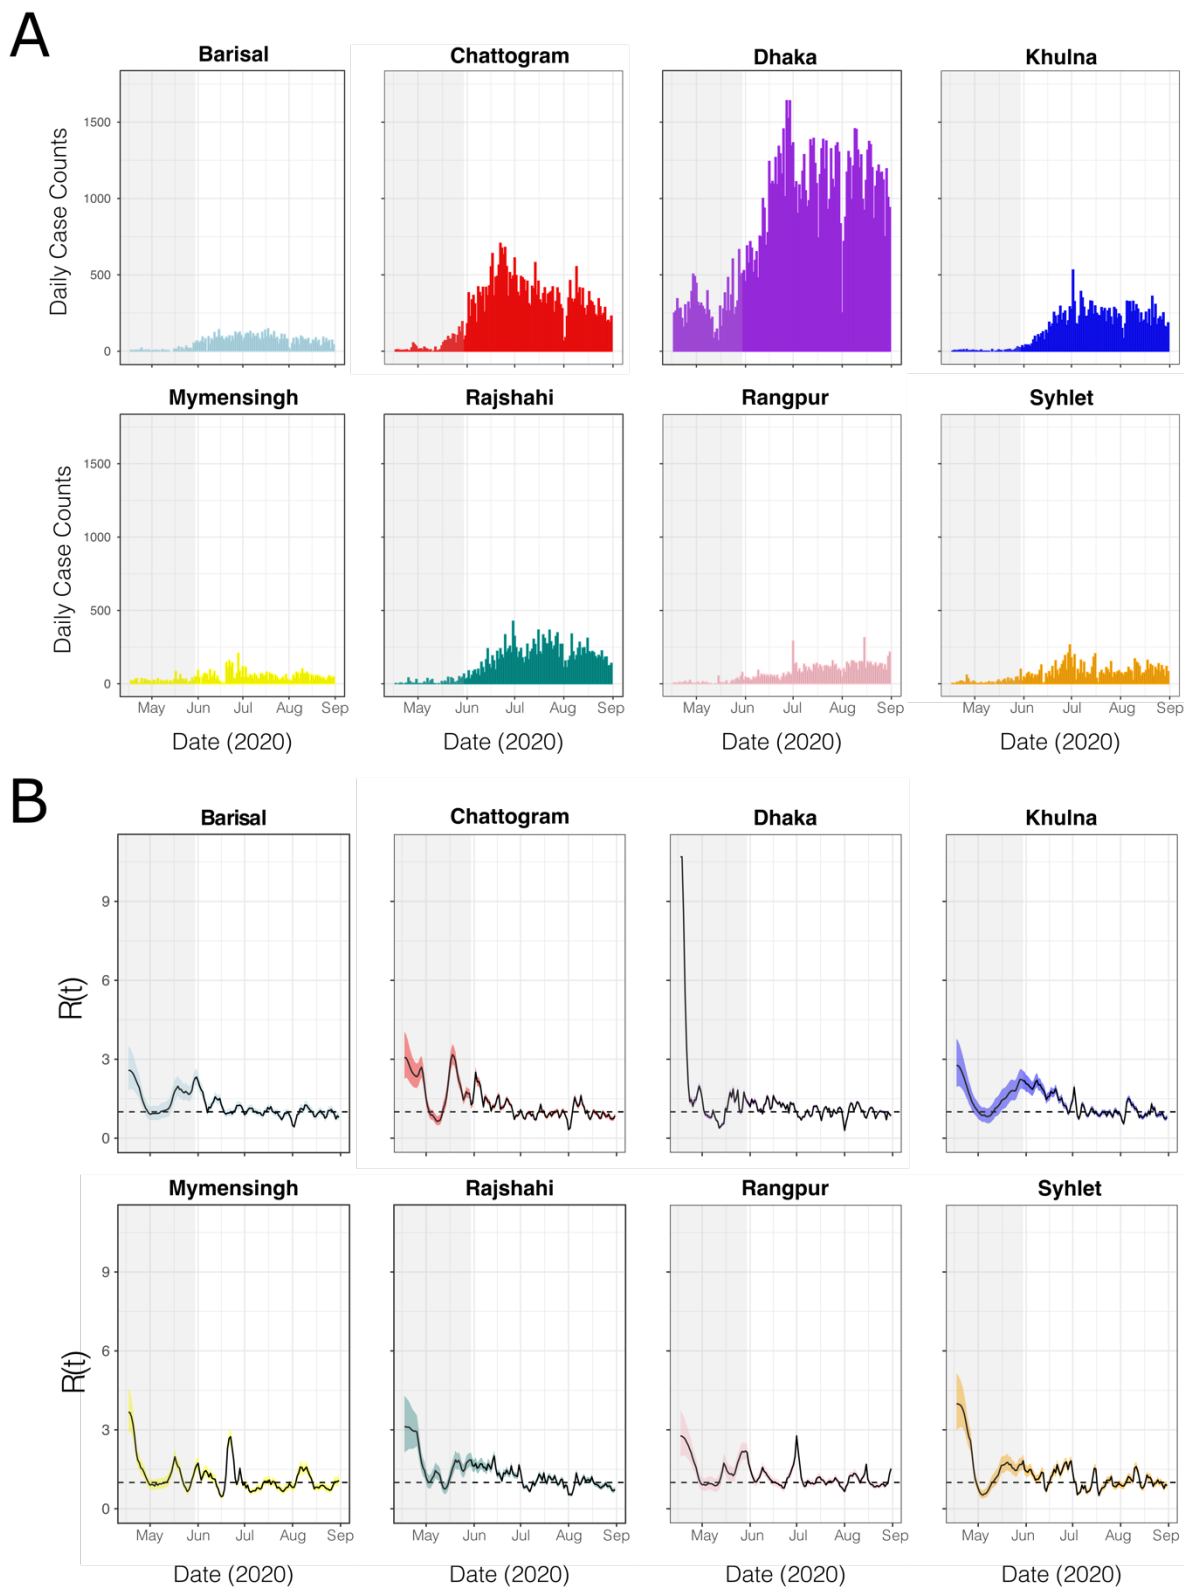 A
Barisal Chattogram Dhaka Khulna
Daily Case Counts
1500
1000
500
0
Mymensingh Rajshahi Rangpur Syhlet
Daily Case Counts
1500
1000
500
0
May Jun Jul Aug Sep May Jun Jul Aug Sep May Jun Jul Aug Sep May Jun Jul Aug Sep
Date (2020) Date (2020) Date (2020) Date (2020)
B
Barisal Chattogram Dhaka Khulna
R(t)
9
6
3
0
Mymensingh Rajshahi Rangpur Syhlet
R(t)
9
6
3
0
May Jun Jul Aug Sep May Jun Jul Aug Sep May Jun Jul Aug Sep May Jun Jul Aug Sep
Date (2020) Date (2020) Date (2020) Date (2020)